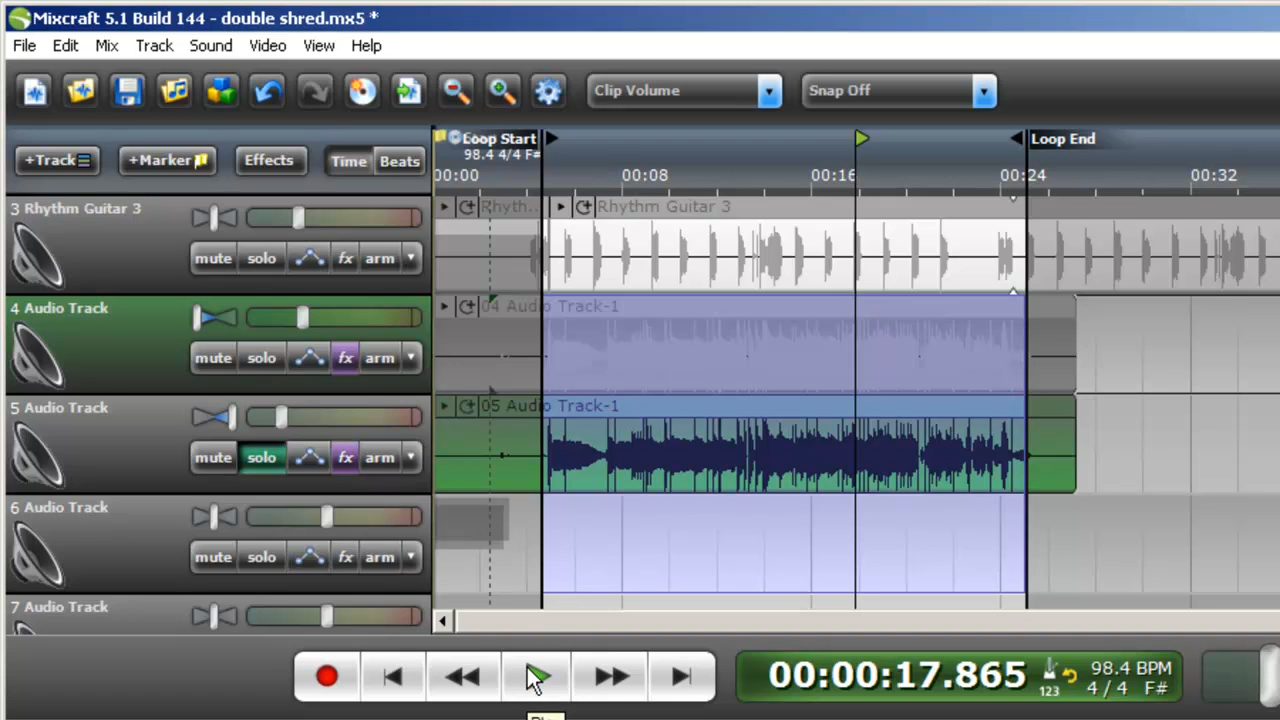 Mixcraft 5.1 Build 144 - double shred.mx5 *
File Edit Mix Track Sound Video View Help
Clip Volume Snap Off
Loop Start Loop End
98.4 4/4 F#
+Track +Marker Effects Time Beats
00:00 00:08 00:16 00:24 00:32
3 Rhythm Guitar 3
Rhyth... Rhythm Guitar 3
mute solo fx arm
4 Audio Track
04 Audio Track-1
mute solo fx arm
5 Audio Track
05 Audio Track-1
mute solo fx arm
6 Audio Track
mute solo fx arm
7 Audio Track
00:00:17.865
123
98.4 BPM
4 / 4 F#